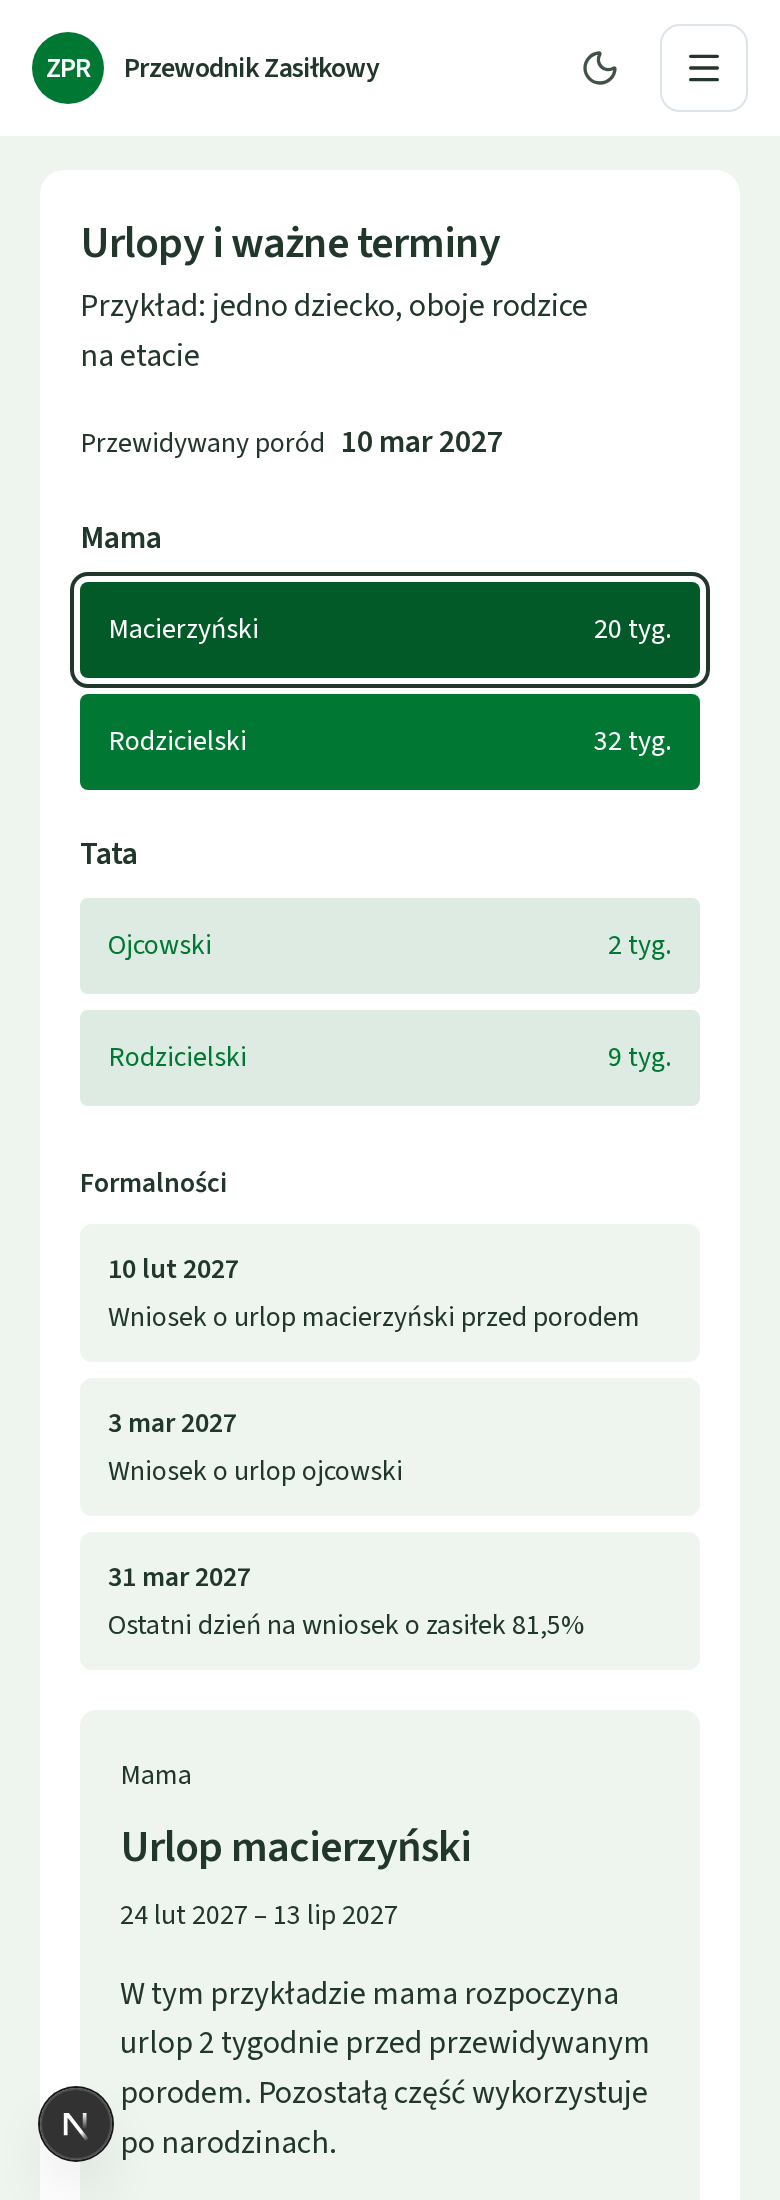 ZPR
Przewodnik Zasiłkowy
Urlopy i ważne terminy
Przykład: jedno dziecko, oboje rodzice
na etacie
Przewidywany poród 10 mar 2027
Mama
Macierzyński 20 tyg.
Rodzicielski 32 tyg.
Tata
Ojcowski 2 tyg.
Rodzicielski 9 tyg.
Formalności
10 lut 2027
Wniosek o urlop macierzyński przed porodem
3 mar 2027
Wniosek o urlop ojcowski
31 mar 2027
Ostatni dzień na wniosek o zasiłek 81,5%
Mama
Urlop macierzyński
24 lut 2027 – 13 lip 2027
W tym przykładzie mama rozpoczyna
urlop 2 tygodnie przed przewidywanym
porodem. Pozostałą część wykorzystuje
po narodzinach.
N